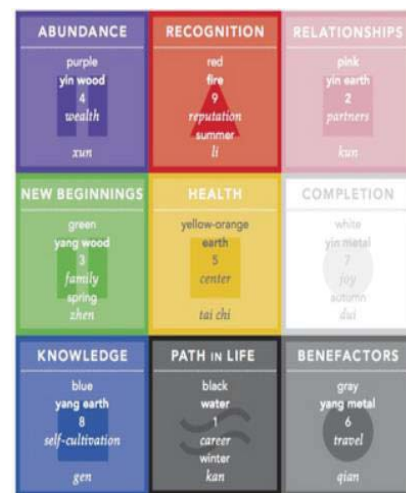 ABUNDANCE
purple
yin wood
4
wealth
xun
RECOGNITION
red
fire
9
reputation
summer
li
RELATIONSHIPS
pink
yin earth
2
partners
kun
NEW BEGINNINGS
green
yang wood
3
family
spring
zhen
HEALTH
yellow-orange
earth
5
center
tai chi
COMPLETION
white
yin metal
7
joy
autumn
dui
KNOWLEDGE
blue
yang earth
8
self-cultivation
gen
PATH IN LIFE
black
water
1
career
winter
kan
BENEFACTORS
gray
yang metal
6
travel
qian